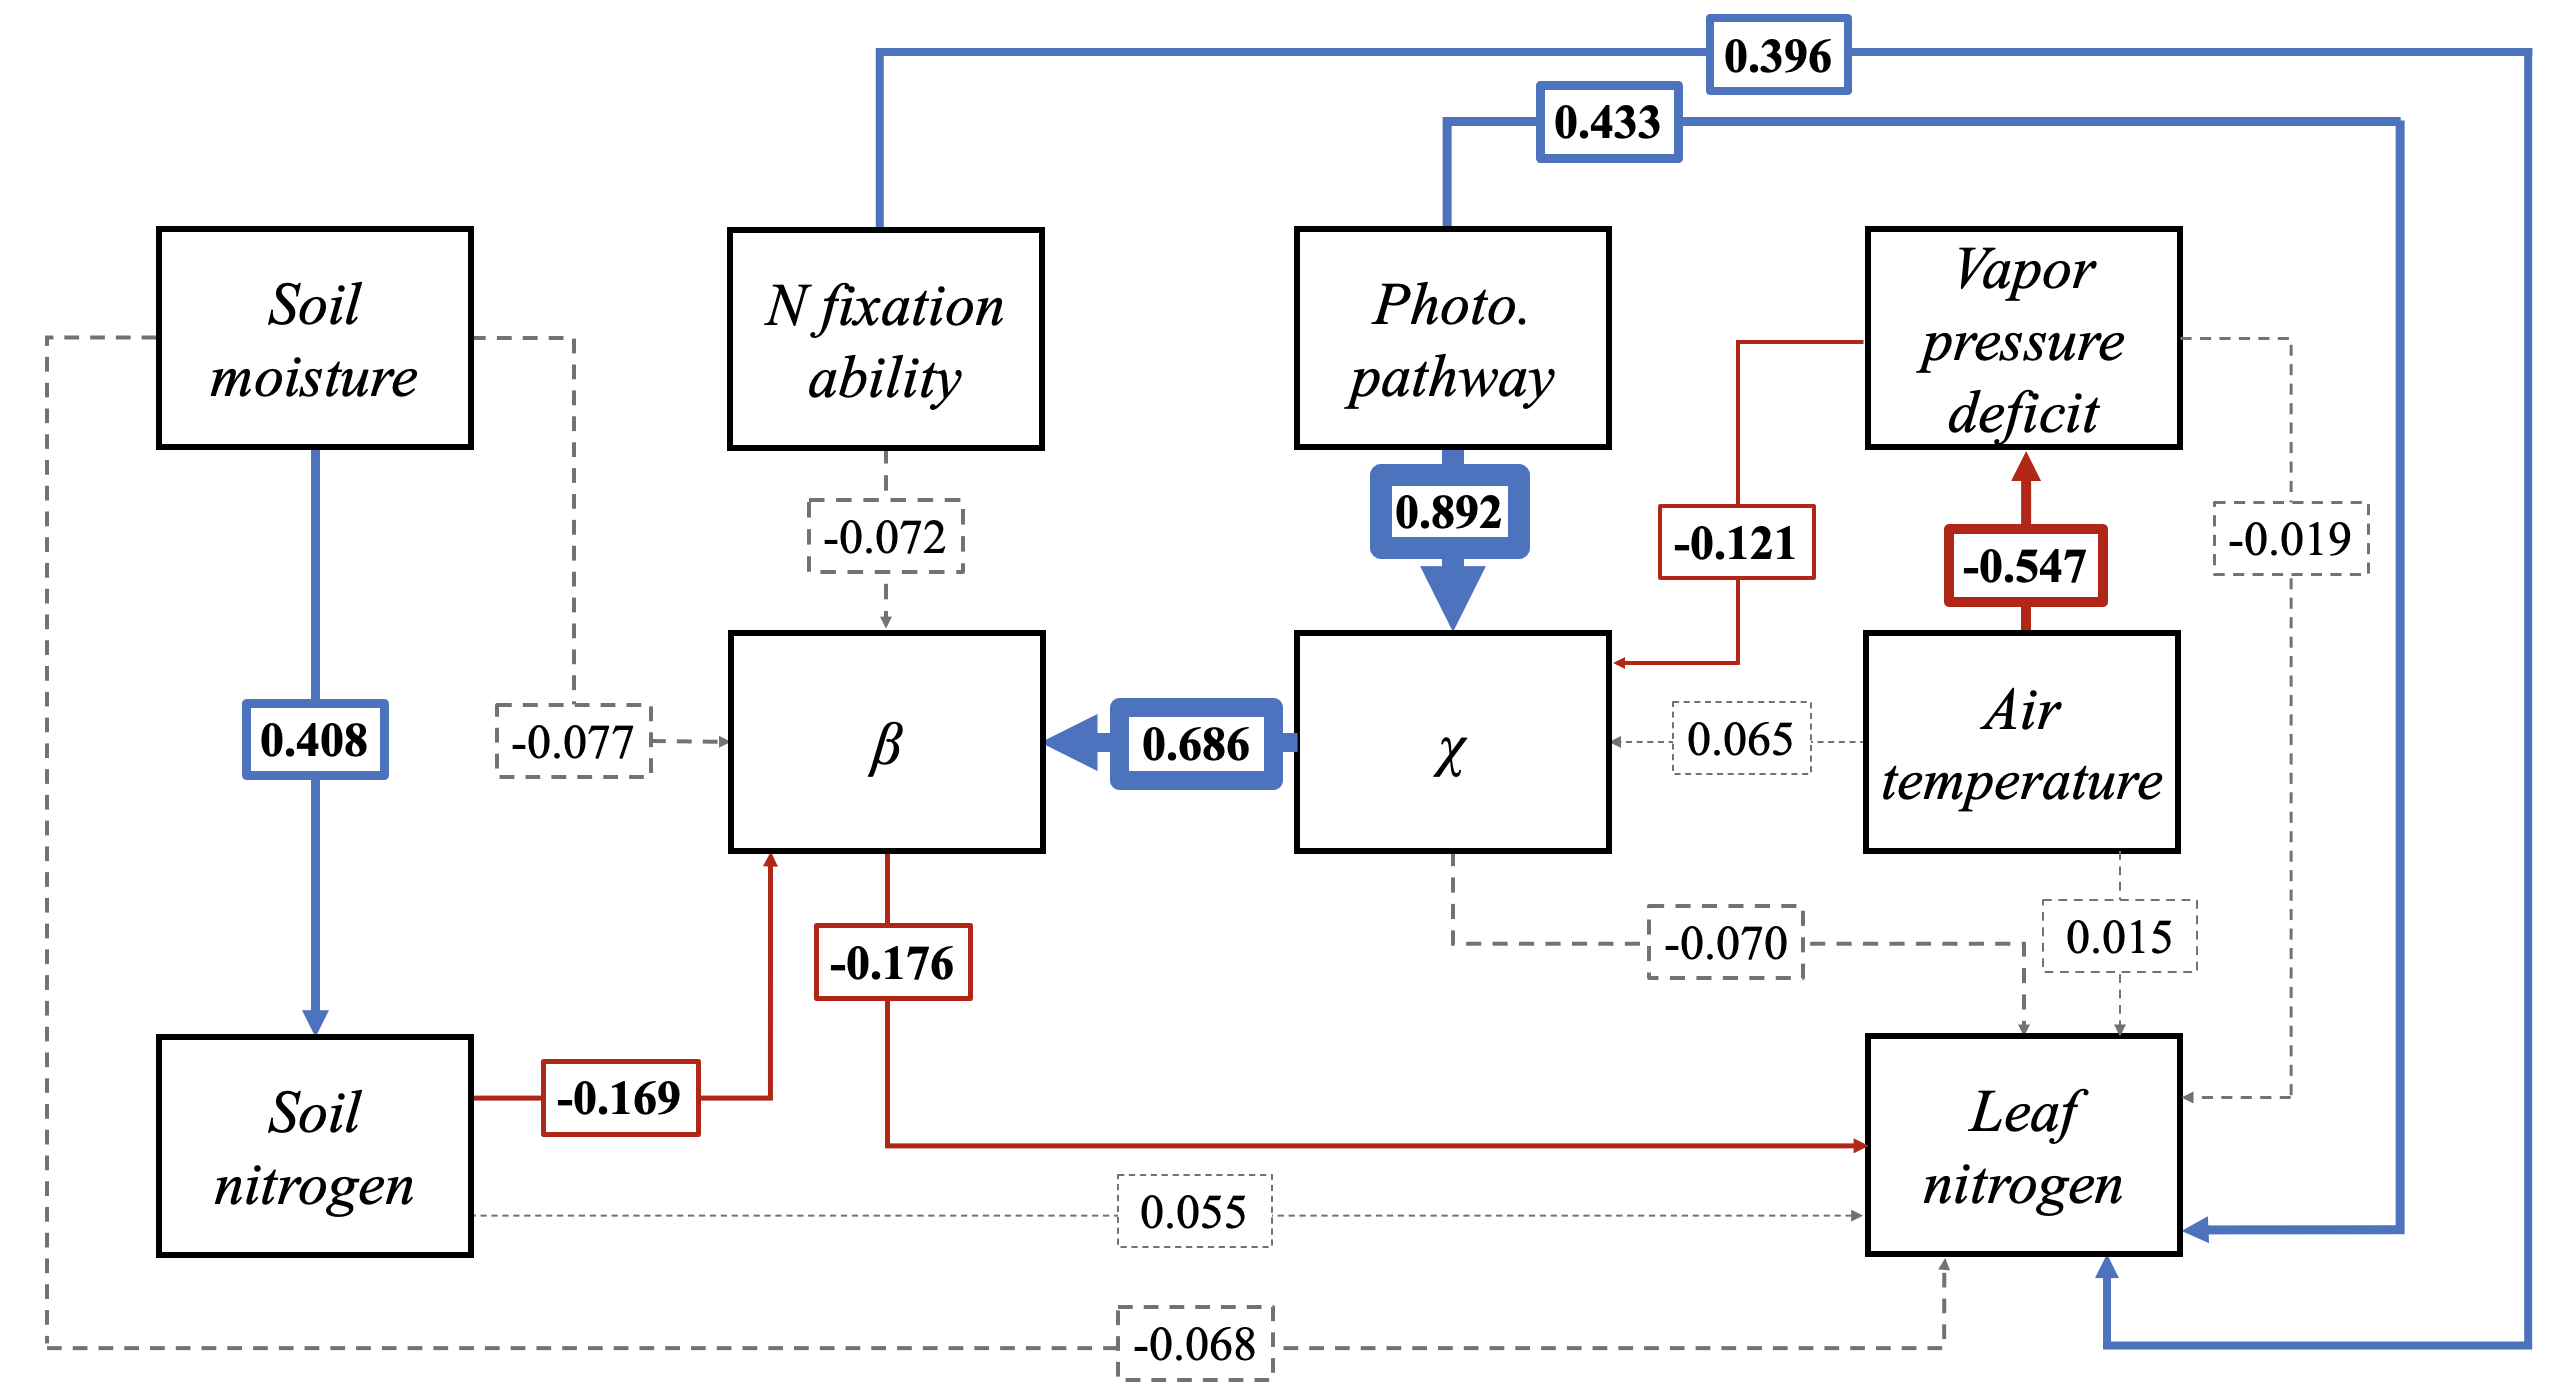 0.396
0.433
Soil
moisture
N fixation
ability
Photo.
pathway
Vapor
pressure
deficit
-0.072
0.892
-0.121
-0.547
-0.019
0.408
-0.077
β
0.686
χ
0.065
Air
temperature
-0.176
-0.070
0.015
Soil
nitrogen
-0.169
0.055
Leaf
nitrogen
-0.068